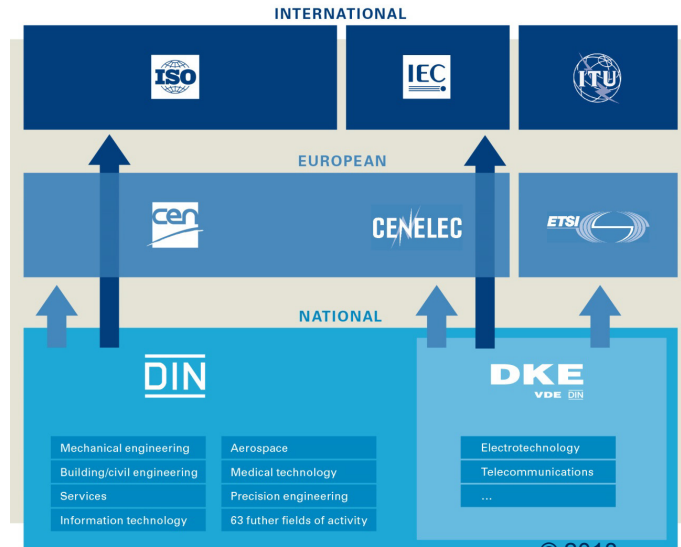 INTERNATIONAL
ISO
IEC
ITU
EUROPEAN
cen
CENELEC
ETSI
NATIONAL
DIN
DKE
VDE DIN
Mechanical engineering
Building/civil engineering
Services
Information technology
Aerospace
Medical technology
Precision engineering
63 futher fields of activity
Electrotechnology
Telecommunications
...